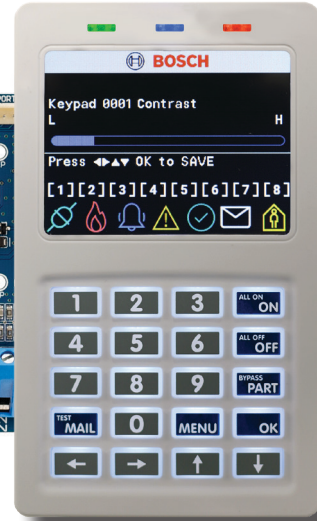 PORT
BOSCH
Keypad 0001 Contrast
L H
Press ◄►▲▼ OK to SAVE
[1][2][3][4][5][6][7][8]
1 2 3 ALL ON ON
4 5 6 ALL OFF OFF
7 8 9 BYPASS PART
TEST MAIL 0 MENU OK
← → ↑ ↓